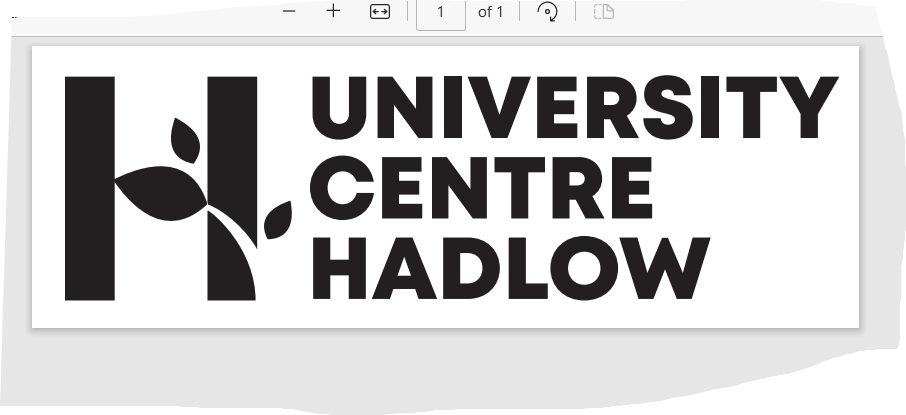 1 of 1
UNIVERSITY
CENTRE
HADLOW